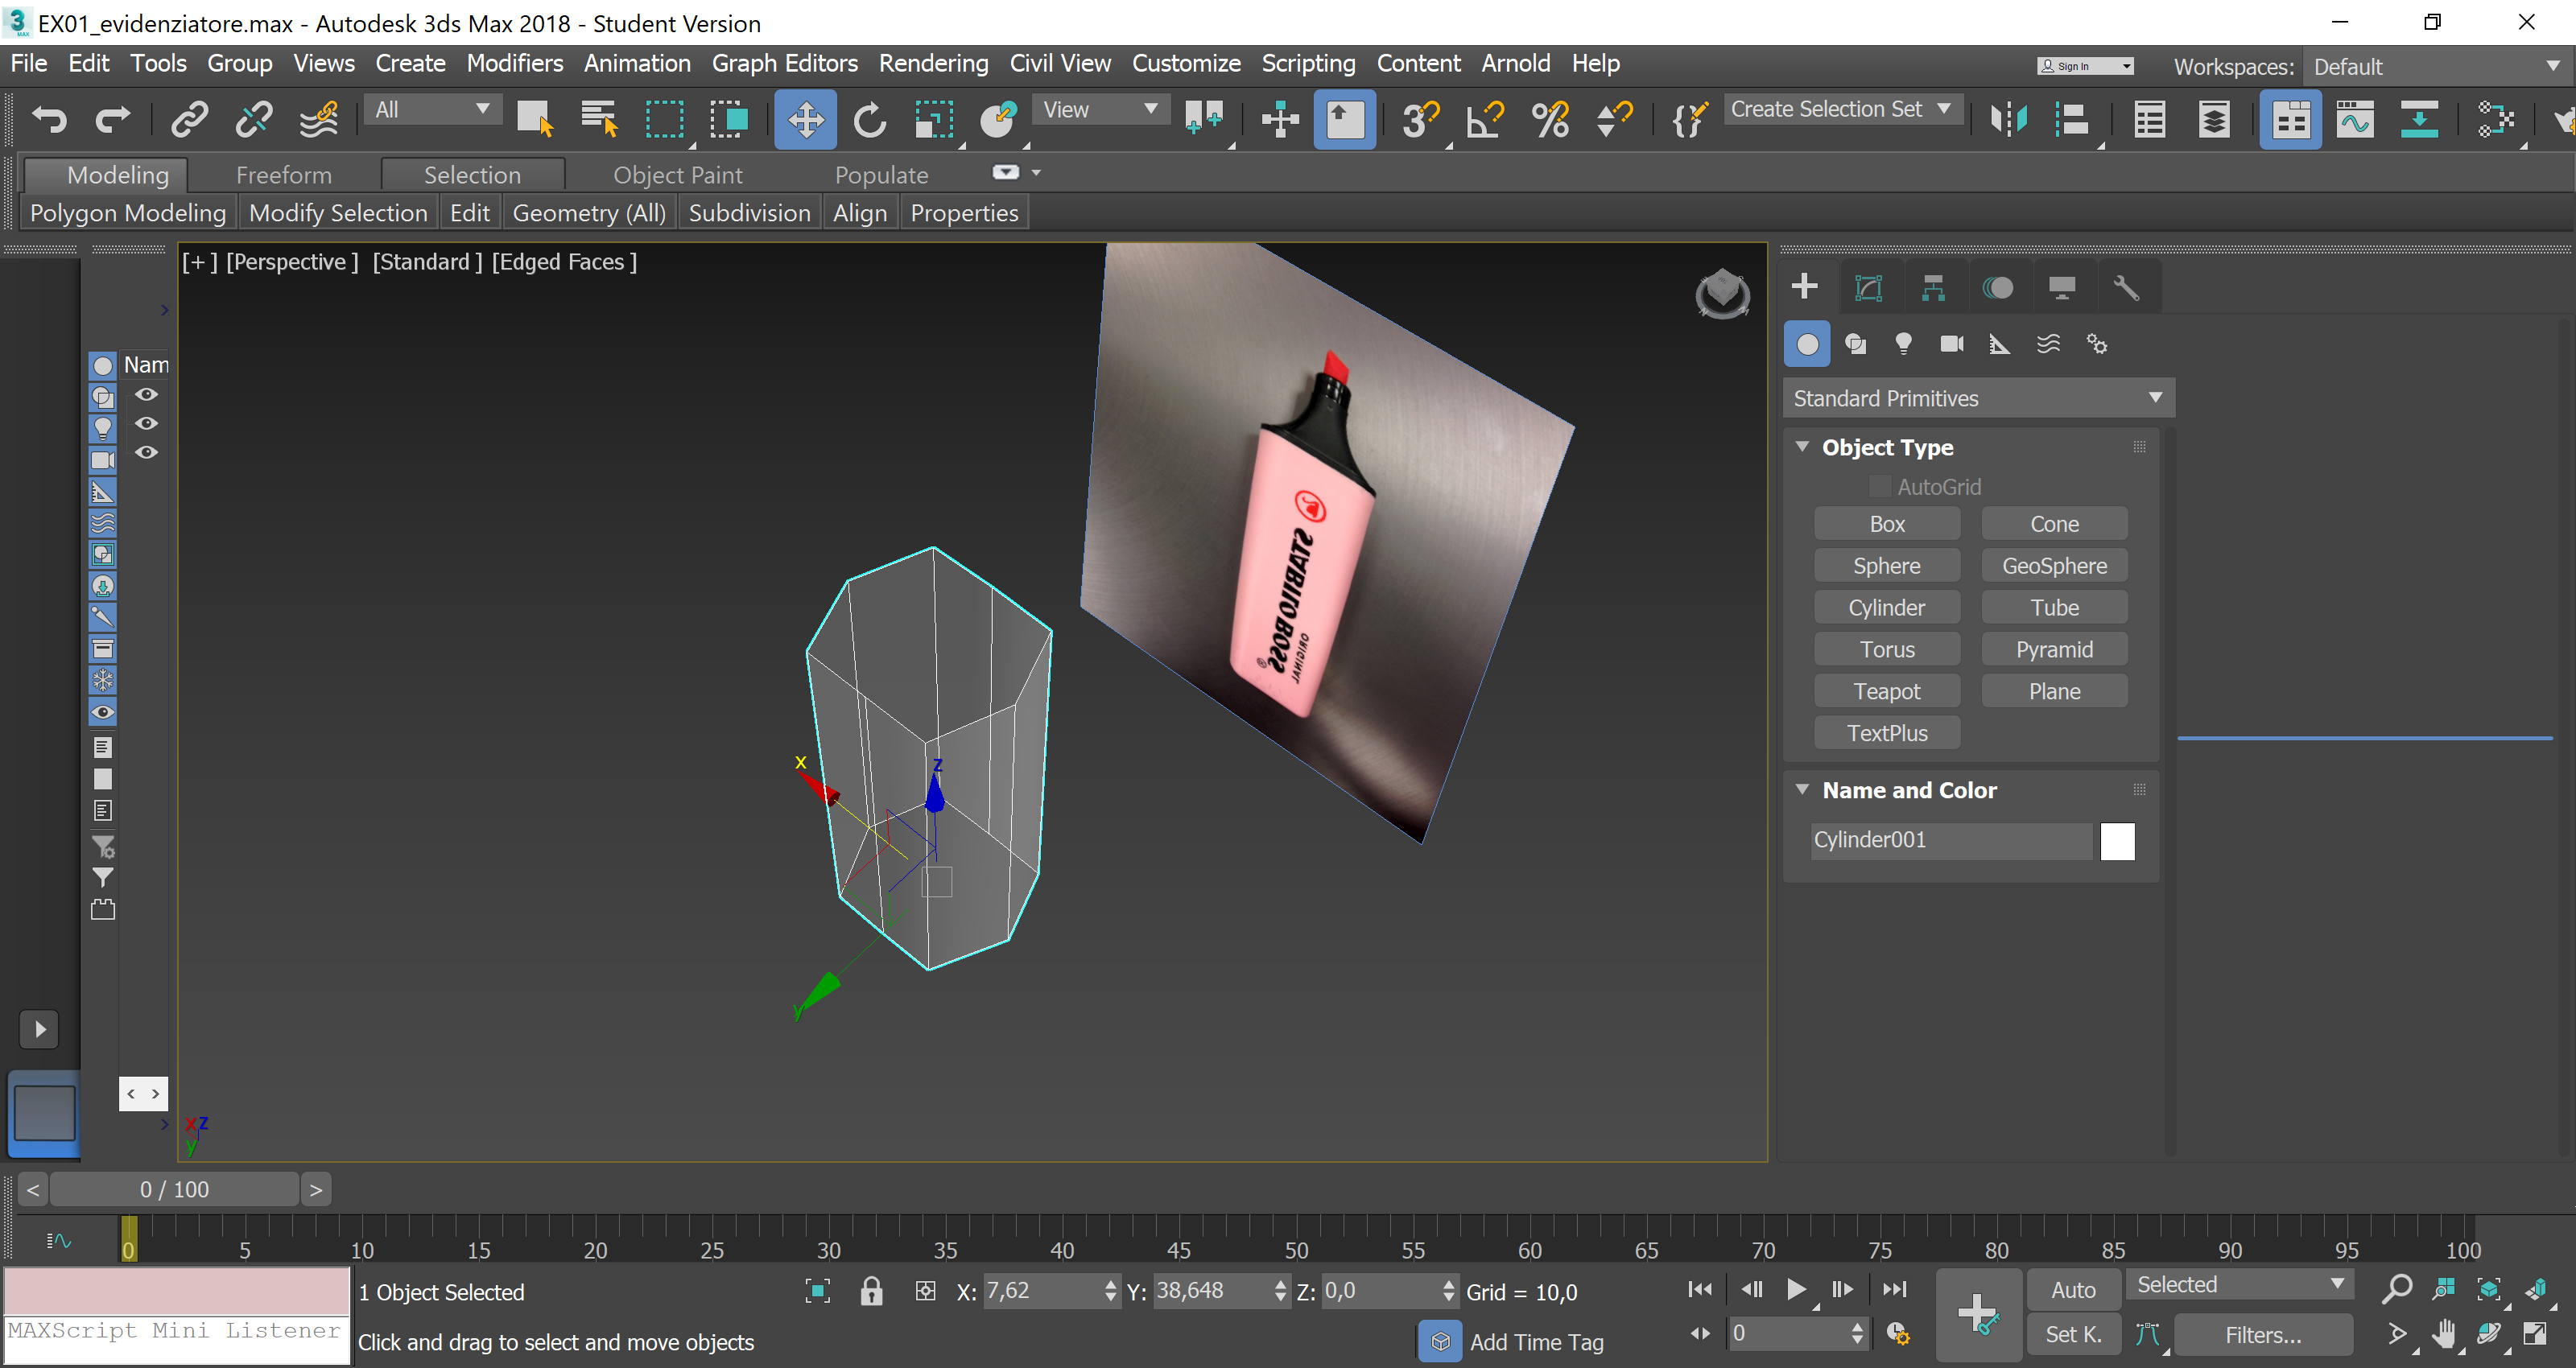 EX01_evidenziatore.max - Autodesk 3ds Max 2018 - Student Version
File Edit Tools Group Views Create Modifiers Animation Graph Editors Rendering Civil View Customize Scripting Content Arnold Help
Sign In
Workspaces: Default
All
View
3
Create Selection Set
Modeling Freeform Selection Object Paint Populate
Polygon Modeling Modify Selection Edit Geometry (All) Subdivision Align Properties
[+] [Perspective] [Standard] [Edged Faces]
Nam
STABILO BOSS
ORIGINAL
®
x
z
y
x z
y
Standard Primitives
Object Type
AutoGrid
Box Cone
Sphere GeoSphere
Cylinder Tube
Torus Pyramid
Teapot Plane
TextPlus
Name and Color
Cylinder001
< >
< 0 / 100 >
0 5 10 15 20 25 30 35 40 45 50 55 60 65 70 75 80 85 90 95 100
1 Object Selected
X: 7,62 Y: 38,648 Z: 0,0 Grid = 10,0
Auto Selected
MAXScript Mini Listener
Click and drag to select and move objects
Add Time Tag
0
Set K. Filters...